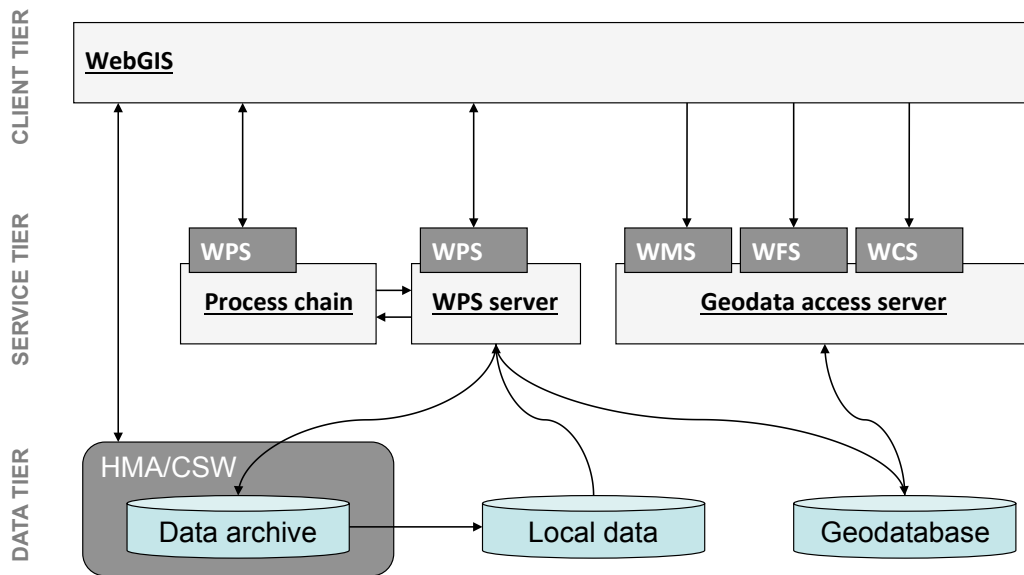 CLIENT TIER
WebGIS
SERVICE TIER
WPS
WPS
WMS
WFS
WCS
Process chain
WPS server
Geodata access server
DATA TIER
HMA/CSW
Data archive
Local data
Geodatabase